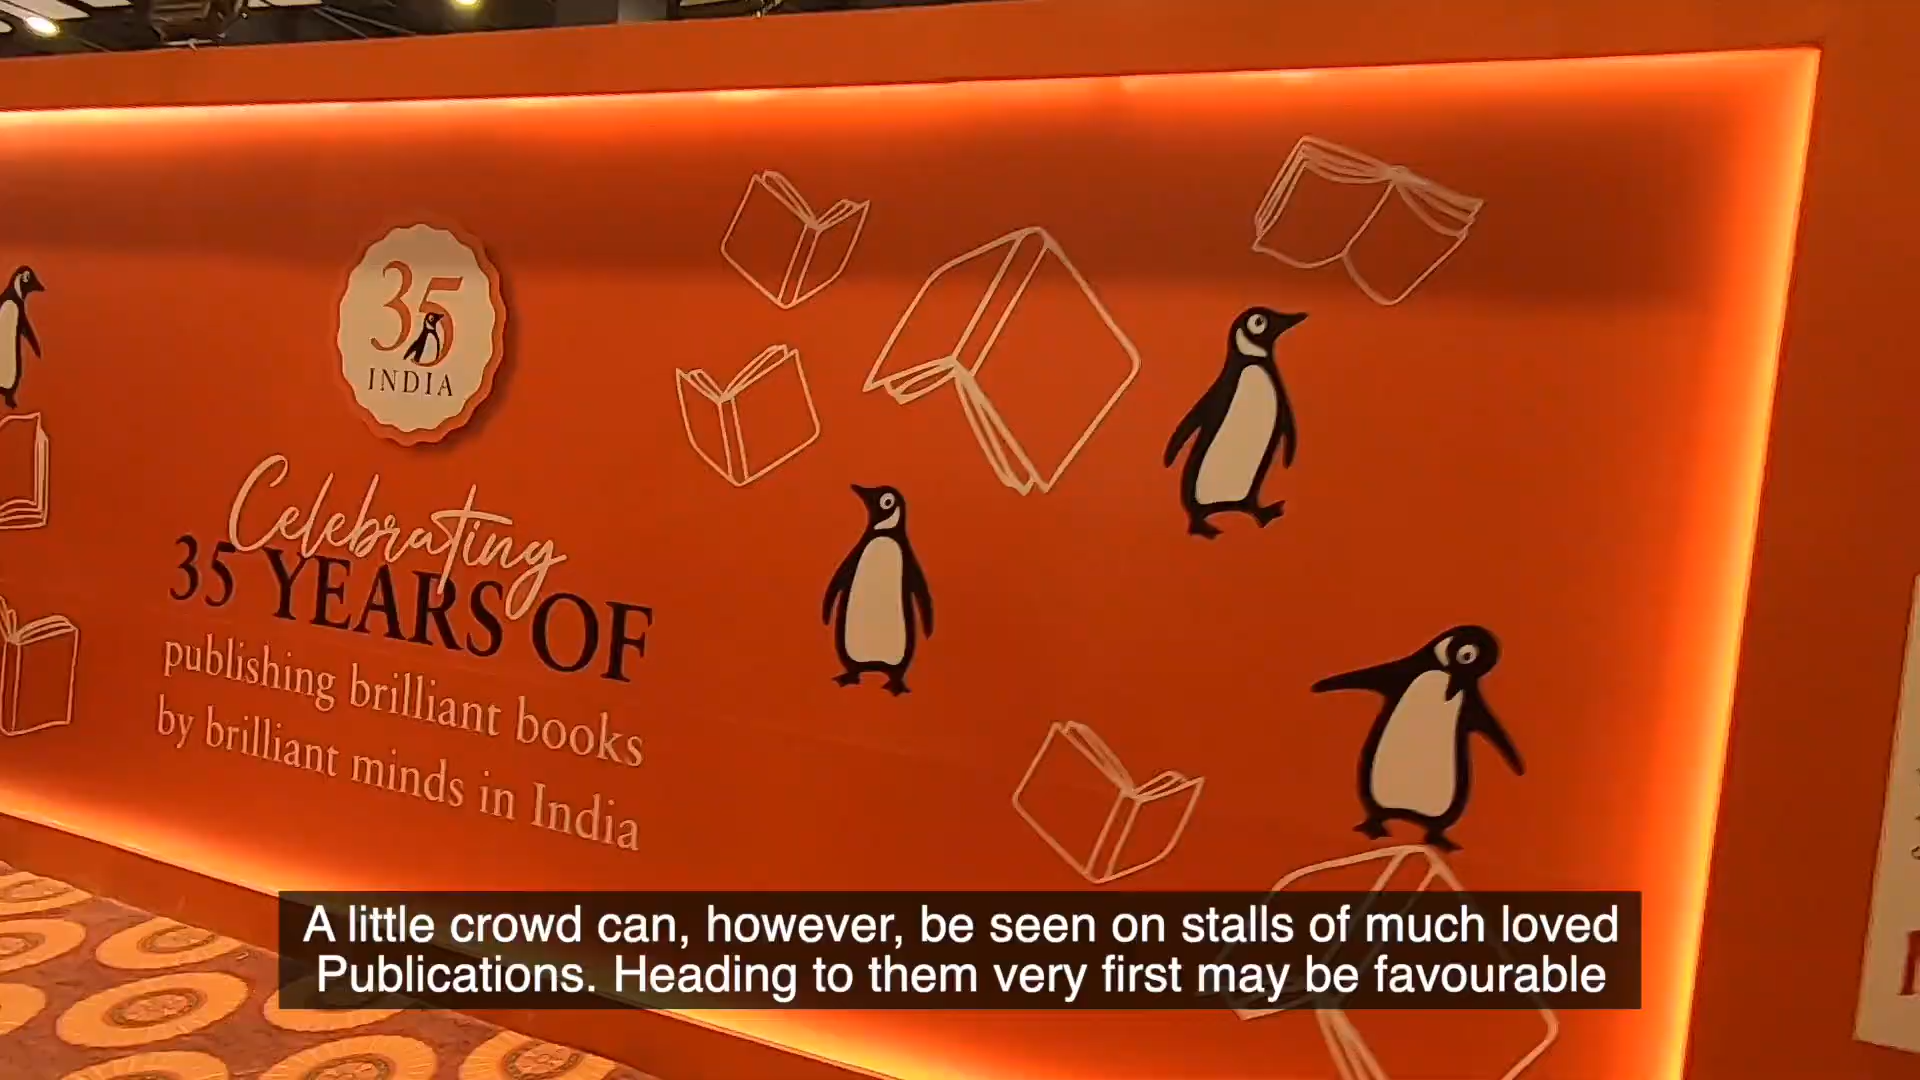 35
INDIA
Celebrating
35 YEARS OF
publishing brilliant books
by brilliant minds in India
A little crowd can, however, be seen on stalls of much loved
Publications. Heading to them very first may be favourable